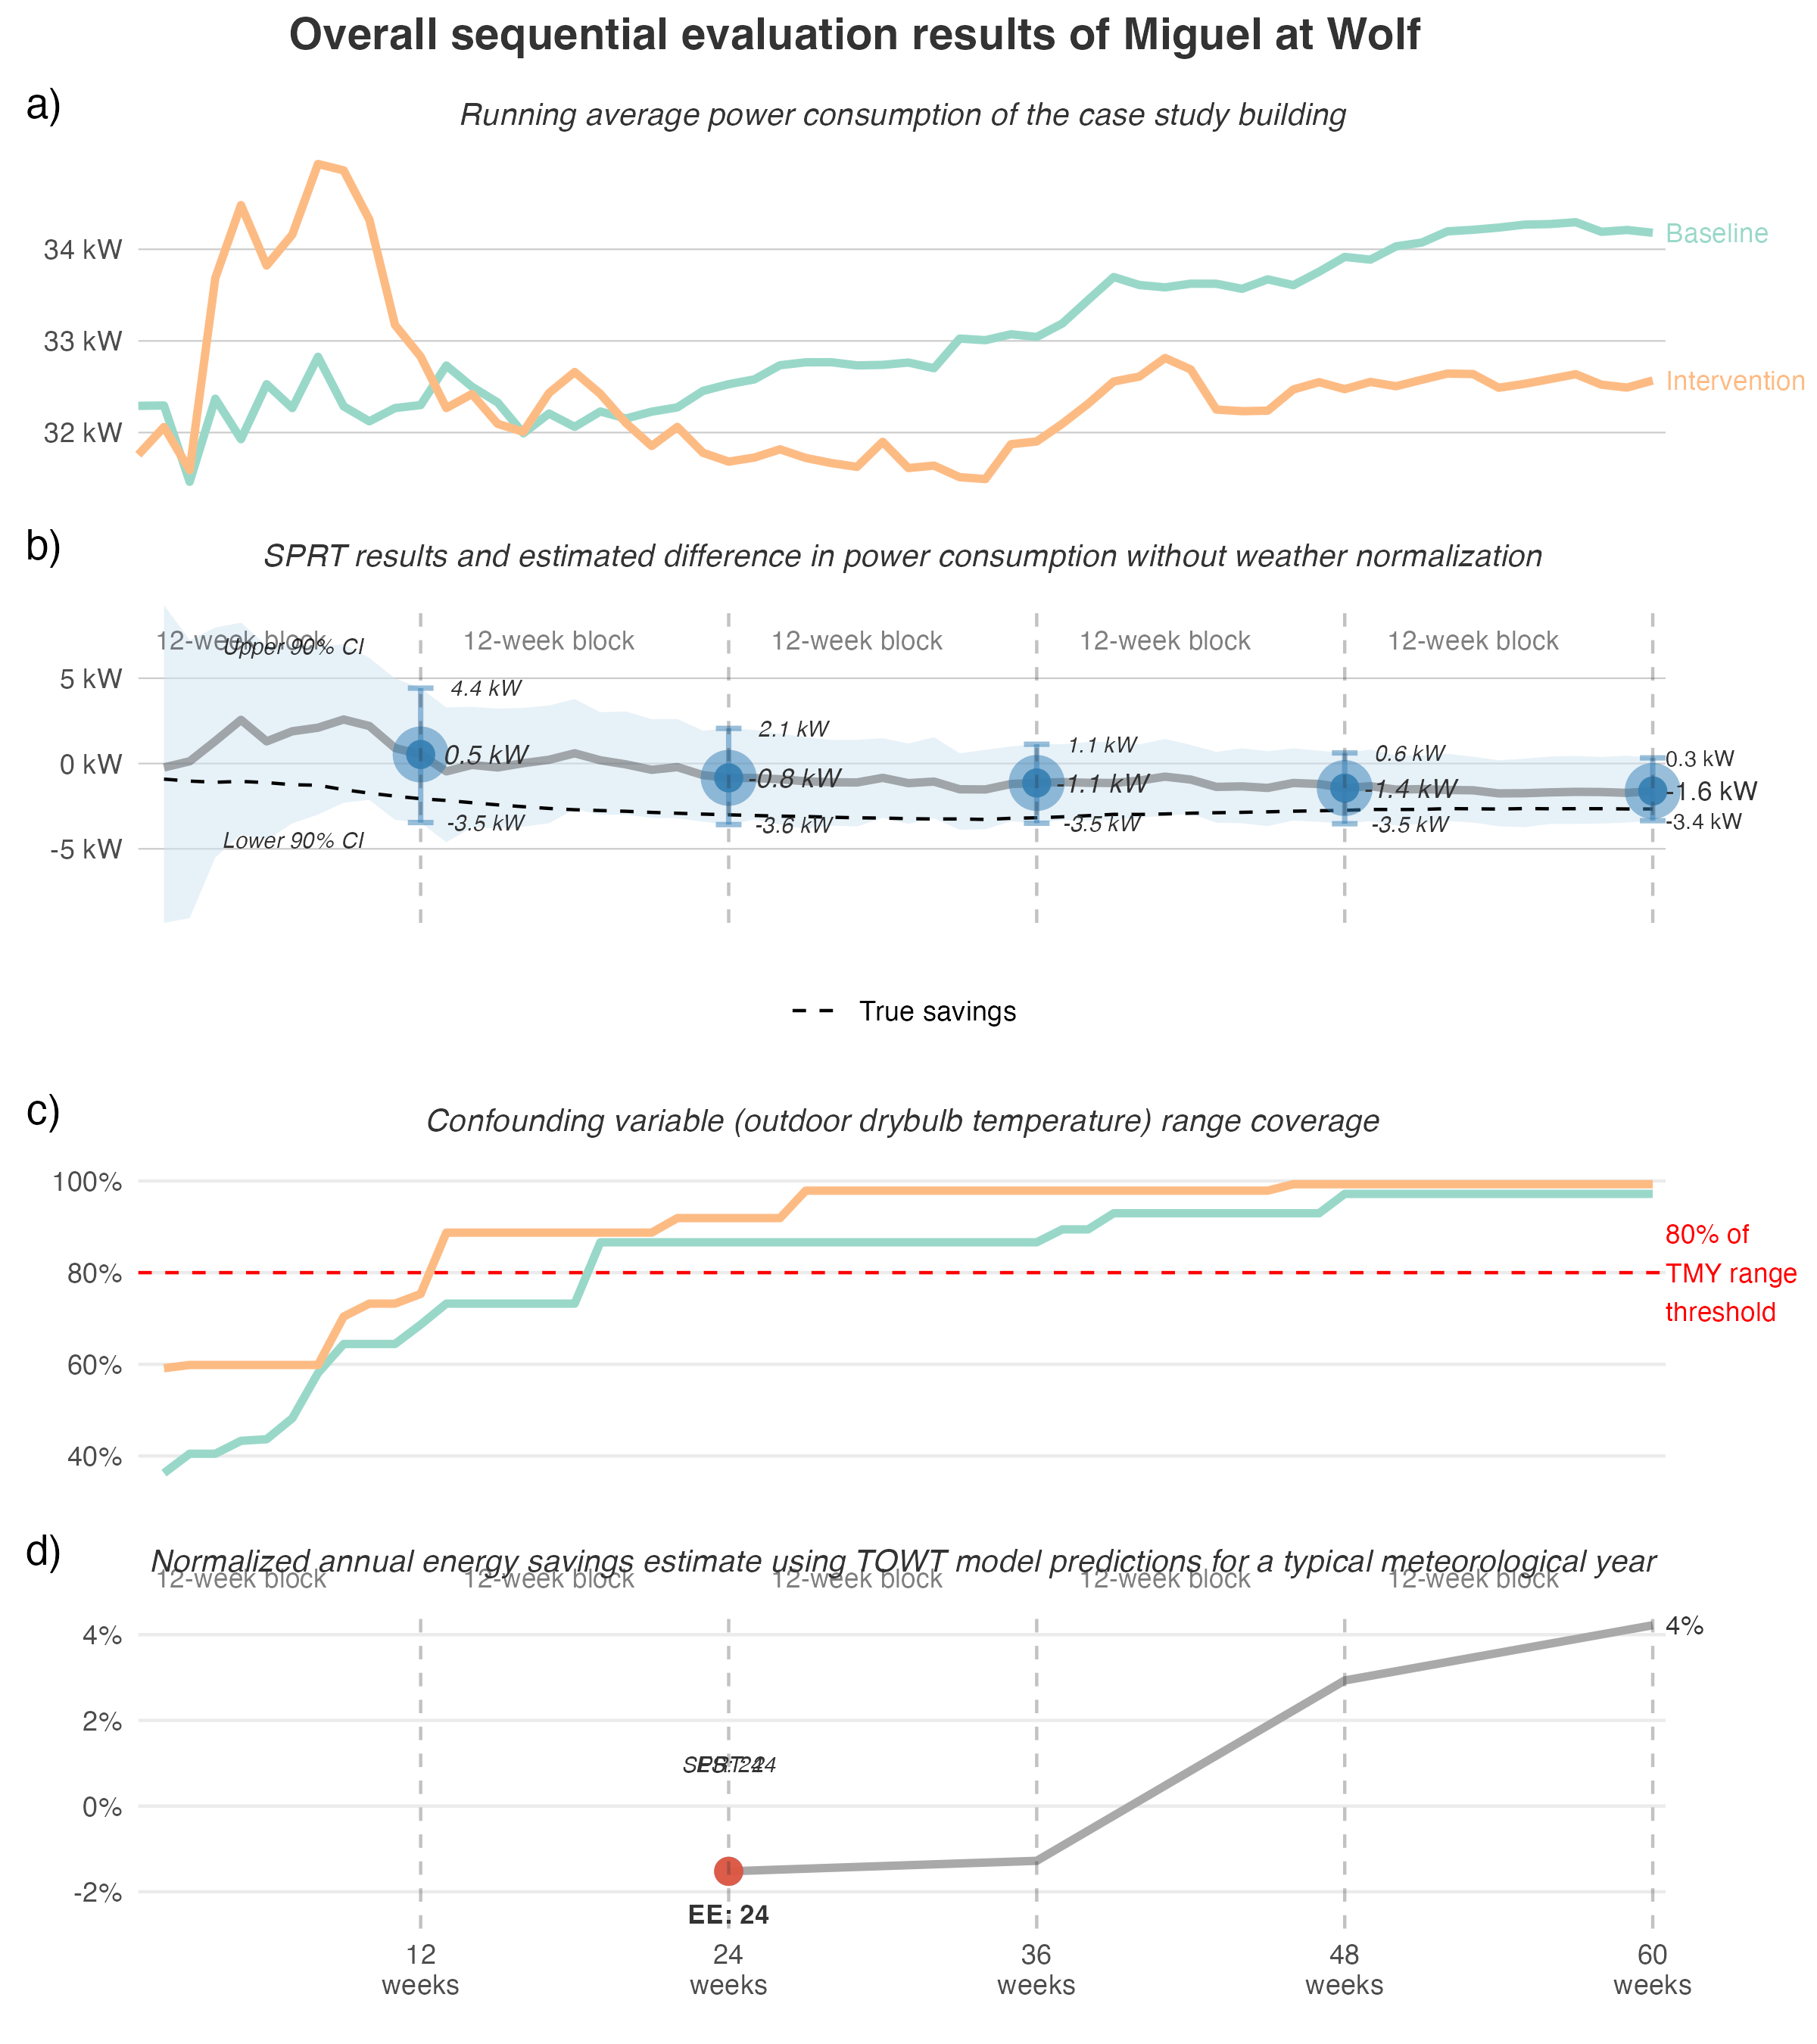 Overall sequential evaluation results of Miguel at Wolf
a)
Running average power consumption of the case study building
34 kW
33 kW
32 kW
Baseline
Intervention
b)
SPRT results and estimated difference in power consumption without weather normalization
12-week block
12-week block
12-week block
12-week block
12-week block
Upper 90% CI
Lower 90% CI
5 kW
0 kW
-5 kW
4.4 kW
0.5 kW
-3.5 kW
2.1 kW
-0.8 kW
-3.6 kW
1.1 kW
-1.1 kW
-3.5 kW
0.6 kW
-1.4 kW
-3.5 kW
0.3 kW
-1.6 kW
-3.4 kW
True savings
c)
Confounding variable (outdoor drybulb temperature) range coverage
100%
80%
60%
40%
80% of
TMY range
threshold
d)
Normalized annual energy savings estimate using TOWT model predictions for a typical meteorological year
12-week block
12-week block
12-week block
12-week block
12-week block
4%
2%
0%
-2%
4%
EE: 24
12
weeks
24
weeks
36
weeks
48
weeks
60
weeks